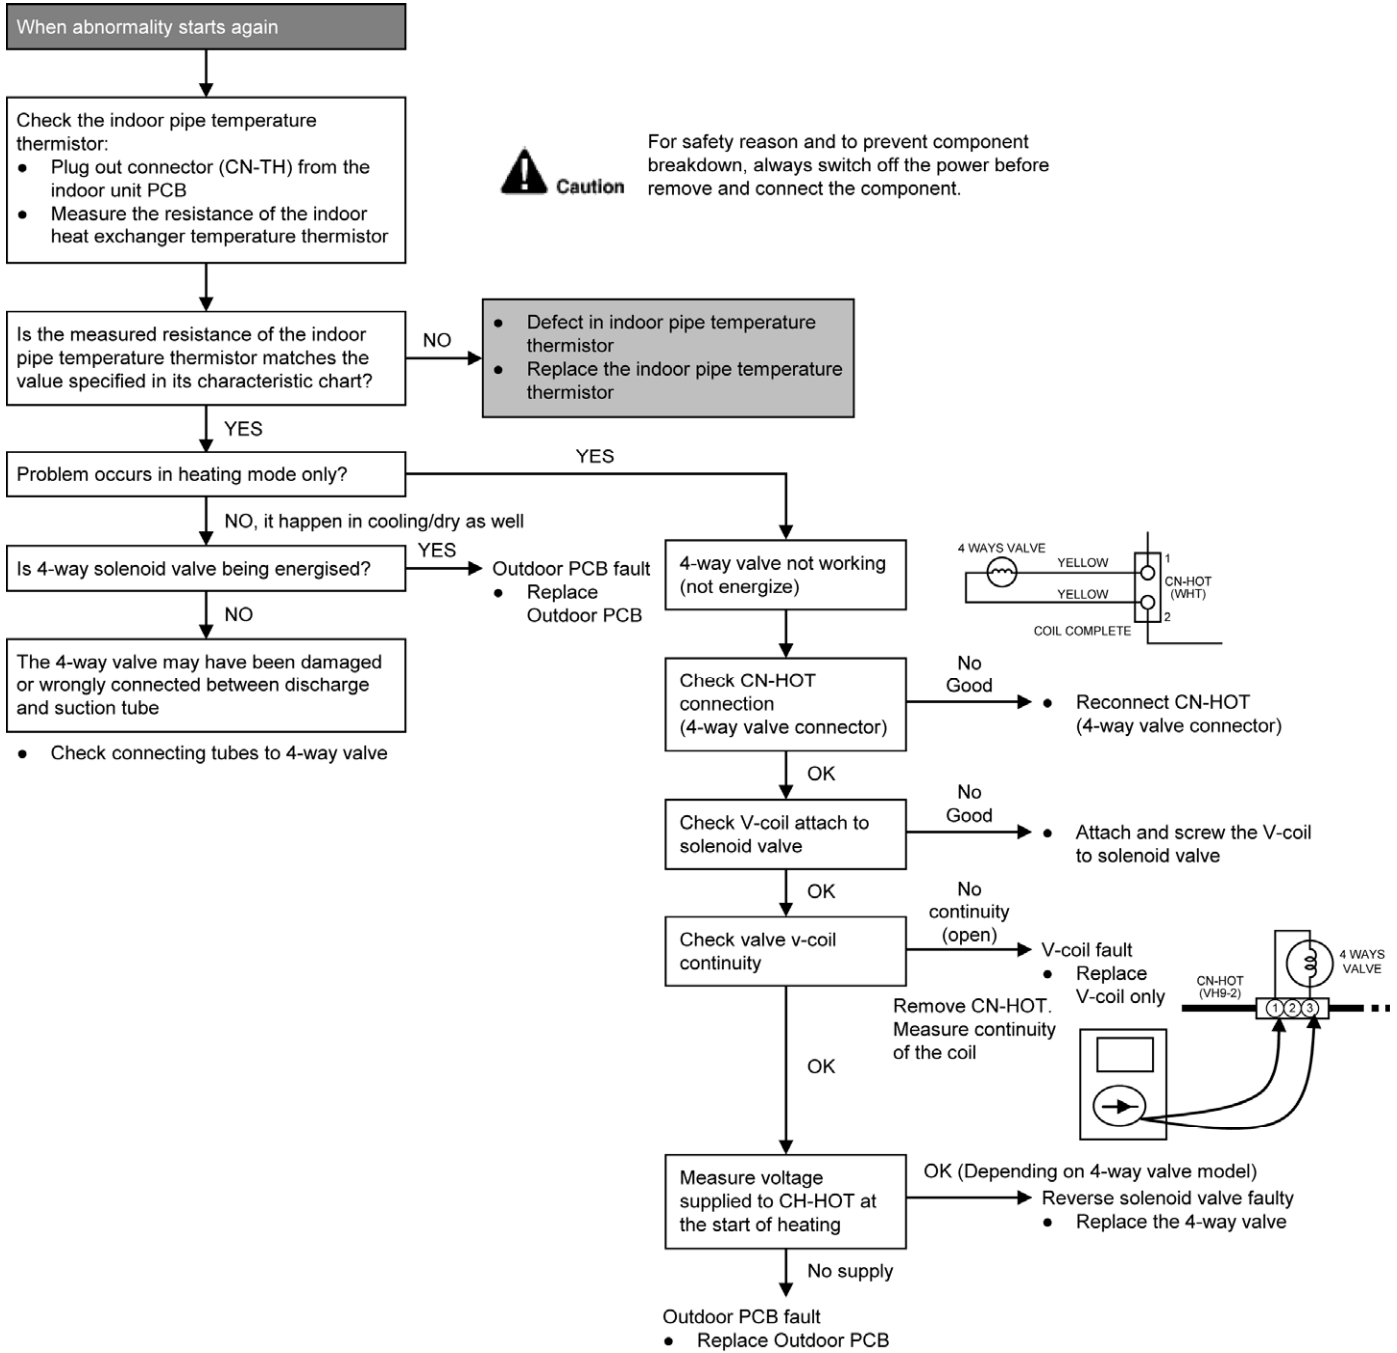 When abnormality starts again
Check the indoor pipe temperature
thermistor:
● Plug out connector (CN-TH) from the
indoor unit PCB
● Measure the resistance of the indoor
heat exchanger temperature thermistor
Caution
For safety reason and to prevent component
breakdown, always switch off the power before
remove and connect the component.
Is the measured resistance of the indoor
pipe temperature thermistor matches the
value specified in its characteristic chart?
NO
● Defect in indoor pipe temperature
thermistor
● Replace the indoor pipe temperature
thermistor
YES
Problem occurs in heating mode only?
YES
NO, it happen in cooling/dry as well
Is 4-way solenoid valve being energised?
YES
Outdoor PCB fault
● Replace
Outdoor PCB
NO
The 4-way valve may have been damaged
or wrongly connected between discharge
and suction tube
● Check connecting tubes to 4-way valve
4-way valve not working
(not energize)
4 WAYS VALVE
YELLOW
YELLOW
1
CN-HOT
(WHT)
2
COIL COMPLETE
Check CN-HOT
connection
(4-way valve connector)
No
Good
● Reconnect CN-HOT
(4-way valve connector)
OK
Check V-coil attach to
solenoid valve
No
Good
● Attach and screw the V-coil
to solenoid valve
OK
Check valve v-coil
continuity
No
continuity
(open)
V-coil fault
● Replace
V-coil only
Remove CN-HOT.
Measure continuity
of the coil
CN-HOT
(VH9-2)
4 WAYS
VALVE
1 2 3
OK
Measure voltage
supplied to CH-HOT at
the start of heating
OK (Depending on 4-way valve model)
Reverse solenoid valve faulty
● Replace the 4-way valve
No supply
Outdoor PCB fault
● Replace Outdoor PCB